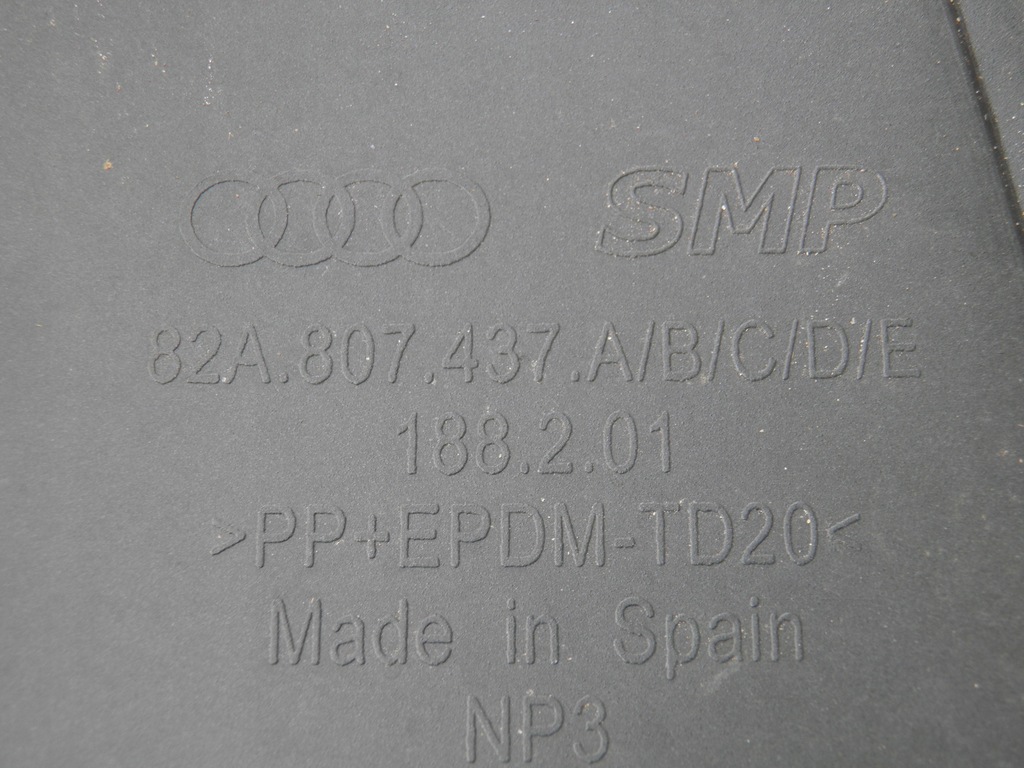 SMP
82A.807.437.A/B/C/D/E
188.2.01
>PP+EPDM-TD20<
Made in Spain
NP3